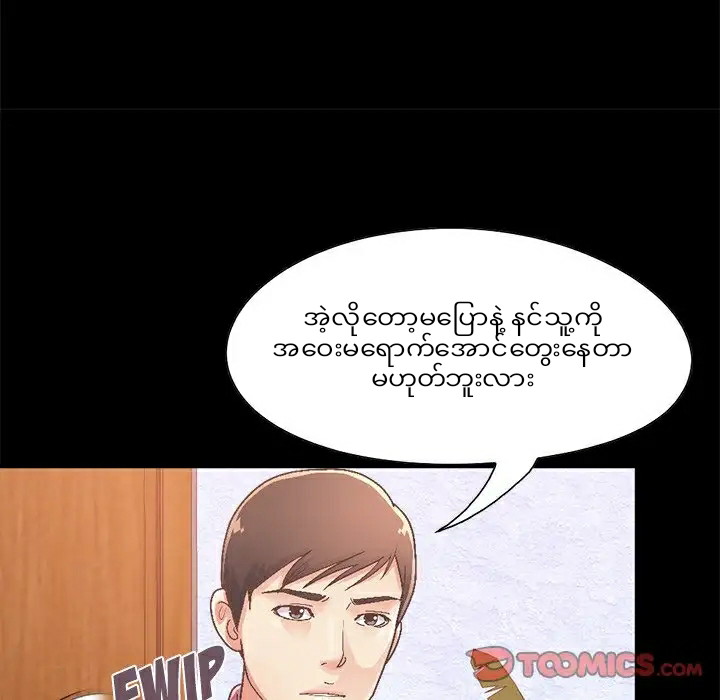 အဲ့လိုတော့မပြောနဲ့ နင်သူ့ကို
အဝေးမရောက်အောင်တွေးနေတာ
မဟုတ်ဘူးလား
FWIP
TOOMICS.COM